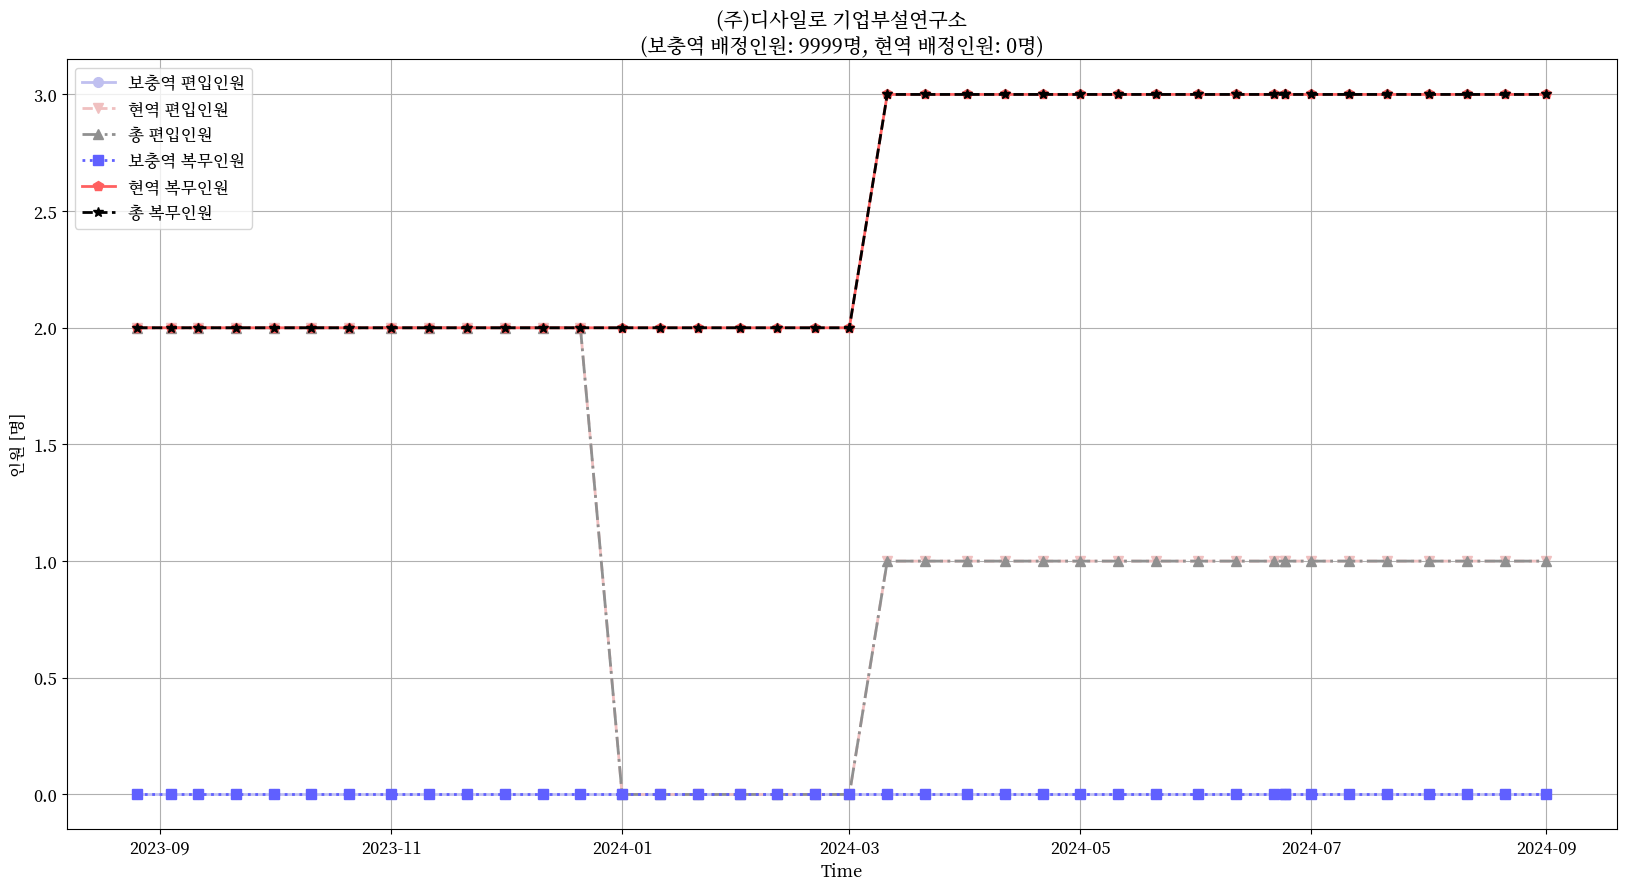 (주)디사일로 기업부설연구소
(보충역 배정인원: 9999명, 현역 배정인원: 0명)
보충역 편입인원
현역 편입인원
총 편입인원
보충역 복무인원
현역 복무인원
총 복무인원
3.0
2.5
2.0
1.5
1.0
0.5
0.0
인원 [명]
2023-09
2023-11
2024-01
2024-03
2024-05
2024-07
2024-09
Time